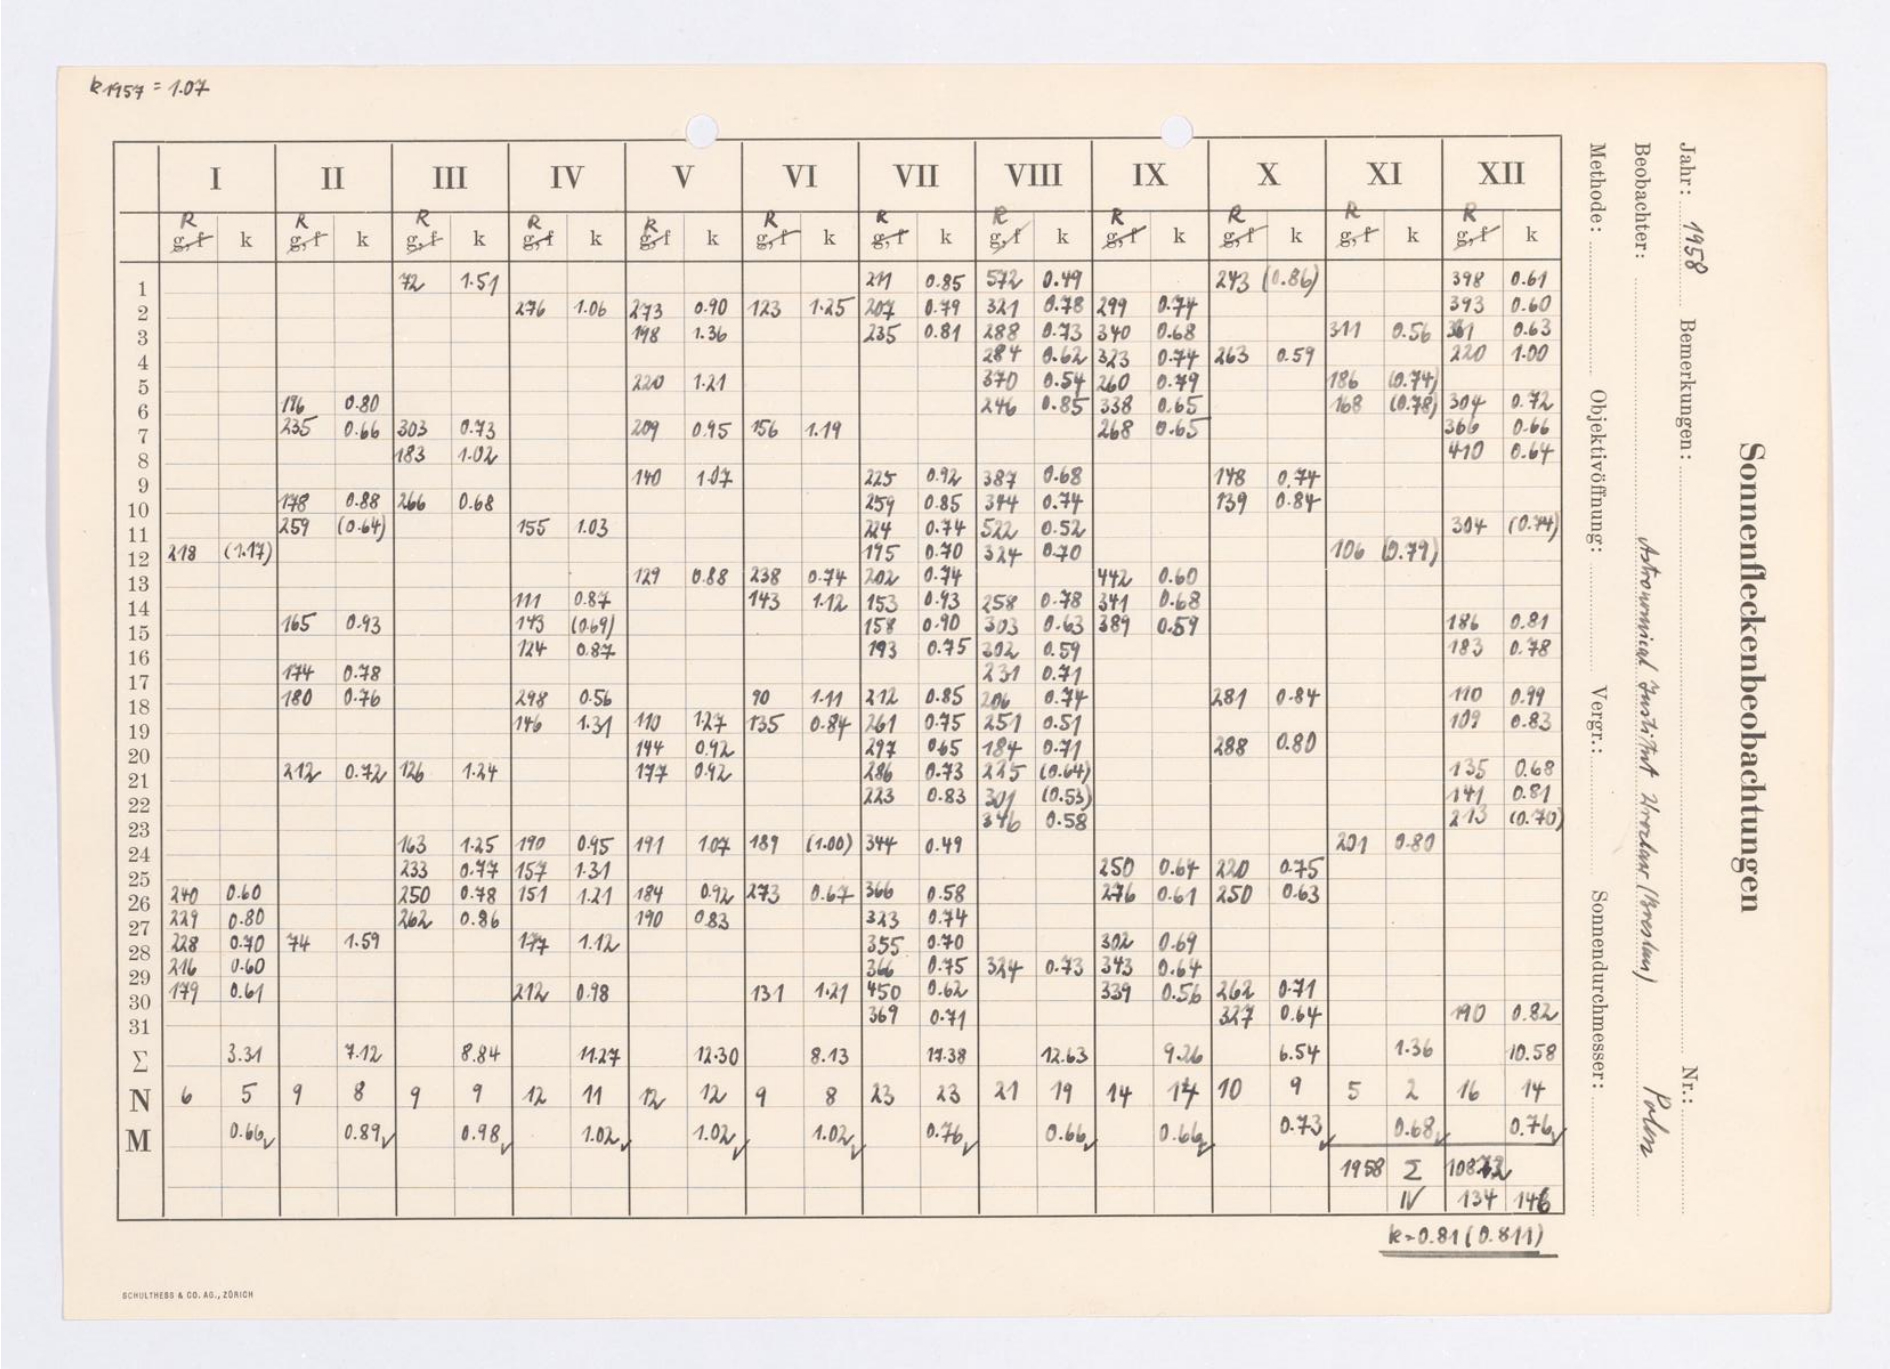 k1957 = 1.07
I II III IV V VI VII VIII IX X XI XII
R R R R R R R R R R R R
g, f k g, f k g, f k g, f k g, f k g, f k g, f k g, f k g, f k g, f k g, f k g, f k
1 72 1.51 211 0.85 572 0.49 243 (0.86) 398 0.61
2 276 1.06 273 0.90 123 1.25 207 0.79 321 0.78 299 0.74 393 0.60
3 198 1.36 235 0.81 288 0.73 340 0.68 311 0.56 361 0.63
4 284 0.62 323 0.74 263 0.59 220 1.00
5 220 1.21 370 0.54 260 0.79 186 (0.74)
6 176 0.80 246 0.85 338 0.65 168 (0.78) 304 0.72
7 235 0.66 303 0.73 209 0.95 156 1.19 268 0.65 366 0.66
8 183 1.02 410 0.64
9 140 1.07 225 0.92 387 0.68 148 0.74
10 178 0.88 266 0.68 259 0.85 344 0.74 139 0.84
11 259 (0.64) 155 1.03 224 0.74 522 0.52 304 (0.74)
12 218 (1.17) 195 0.70 324 0.70 106 (0.79)
13 129 0.88 238 0.74 202 0.74 442 0.60
14 111 0.87 143 1.12 153 0.93 258 0.78 341 0.68
15 165 0.93 143 (0.69) 158 0.90 303 0.63 389 0.59 186 0.81
16 124 0.87 193 0.75 302 0.59 183 0.78
17 174 0.78 231 0.71
18 180 0.76 298 0.56 90 1.11 212 0.85 206 0.74 281 0.84 110 0.99
19 146 1.31 110 1.27 135 0.84 261 0.75 251 0.51 109 0.83
20 144 0.92 297 0.65 184 0.71 288 0.80
21 212 0.72 126 1.24 177 0.92 286 0.73 225 (0.64) 135 0.68
22 223 0.83 301 (0.53) 141 0.81
23 346 0.58 213 (0.70)
24 163 1.25 190 0.95 191 1.07 189 (1.00) 344 0.49 201 0.80
25 233 0.77 157 1.31 250 0.64 220 0.75
26 240 0.60 250 0.78 151 1.21 184 0.92 273 0.67 366 0.58 276 0.61 250 0.63
27 229 0.80 262 0.86 190 0.83 323 0.74
28 228 0.70 74 1.59 177 1.12 355 0.70 302 0.69
29 216 0.60 366 0.75 324 0.73 343 0.64
30 179 0.61 212 0.98 131 1.21 450 0.62 339 0.56 262 0.71
31 369 0.71 327 0.64 190 0.82
Σ 3.31 7.12 8.84 11.27 12.30 8.13 17.38 12.63 9.26 6.54 1.36 10.58
N 6 5 9 8 9 9 12 11 12 12 9 8 23 23 21 19 14 14 10 9 5 2 16 14
M 0.66 0.89 0.98 1.02 1.02 1.02 0.76 0.66 0.66 0.73 0.68 0.76
1958 Σ
N 134 146
k=0.81 (0.811)
SCHULTHESS & CO. AG., ZÜRICH
Sonnenfleckenbeobachtungen
Jahr: 1958 Bemerkungen: Nr.:
Beobachter: Astronomical Institut Wroclaw (Breslau) Polen
Methode: Objektivöffnung: Vergr.: Sonnendurchmesser: